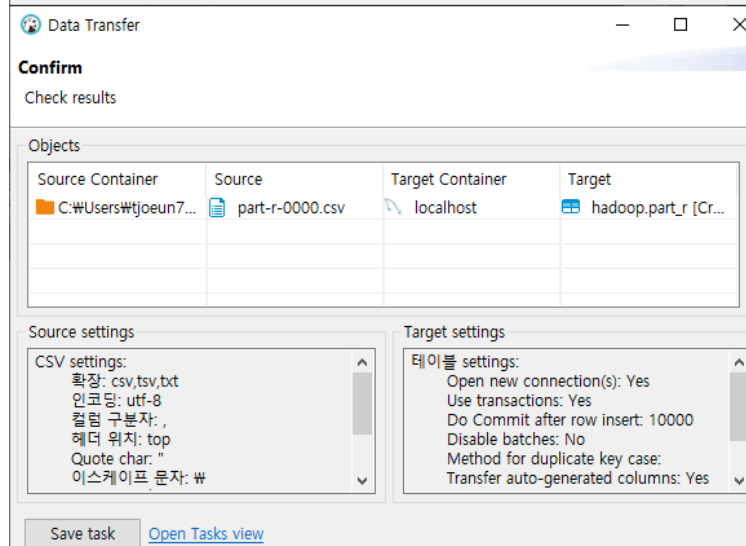 Data Transfer
Confirm
Check results
Objects
Source Container Source Target Container Target
C:₩Users₩tjoeun7... part-r-0000.csv localhost hadoop.part_r [Cr...
Source settings
CSV settings:
확장: csv,tsv,txt
인코딩: utf-8
컬럼 구분자: ,
헤더 위치: top
Quote char: "
이스케이프 문자: ₩
Target settings
테이블 settings:
Open new connection(s): Yes
Use transactions: Yes
Do Commit after row insert: 10000
Disable batches: No
Method for duplicate key case:
Transfer auto-generated columns: Yes
Save task Open Tasks view